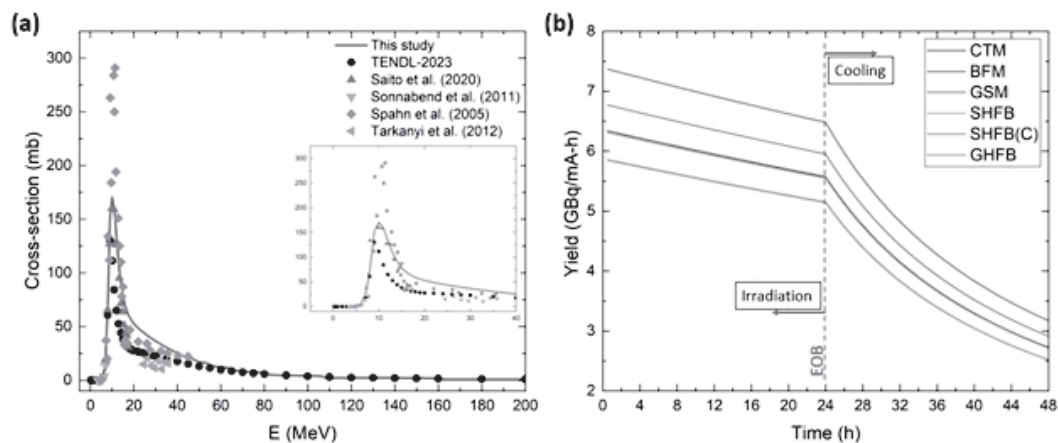 (a)
This study
TENDL-2023
Saito et al. (2020)
Sonnabend et al. (2011)
Spahn et al. (2005)
Tarkanyi et al. (2012)
Cross-section (mb)
300
250
200
150
100
50
0
300
250
200
150
100
50
0
0 10 20 30 40
0 20 40 60 80 100 120 140 160 180 200
E (MeV)
(b)
CTM
BFM
GSM
SHFB
SHFB(C)
GHFB
Cooling
Irradiation
EOB
Yield (GBq/mA-h)
8
7
6
5
4
3
2
0 4 8 12 16 20 24 28 32 36 40 44 48
Time (h)